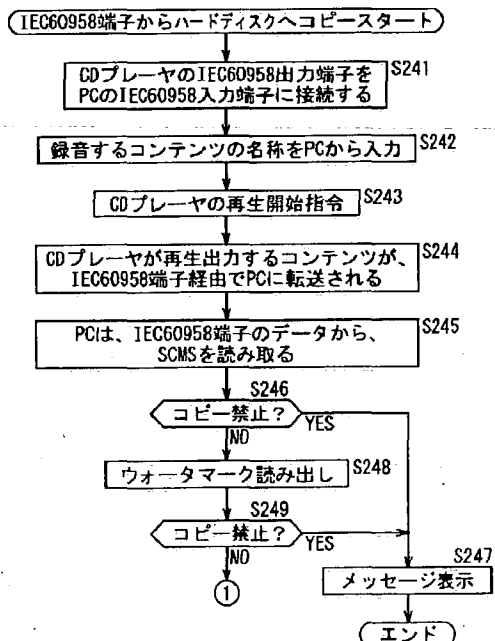 IEC60958端子からハードディスクへコピースタート
CDプレーヤのIEC60958出力端子を
PCのIEC60958入力端子に接続する
S241
録音するコンテンツの名称をPCから入力
S242
CDプレーヤの再生開始指令
S243
CDプレーヤが再生出力するコンテンツが、
IEC60958端子経由でPCに転送される
S244
PCは、IEC60958端子のデータから、
SCMSを読み取る
S245
S246
コピー禁止?
YES
NO
ウォータマーク読み出し
S248
S249
コピー禁止?
YES
NO
①
S247
メッセージ表示
エンド